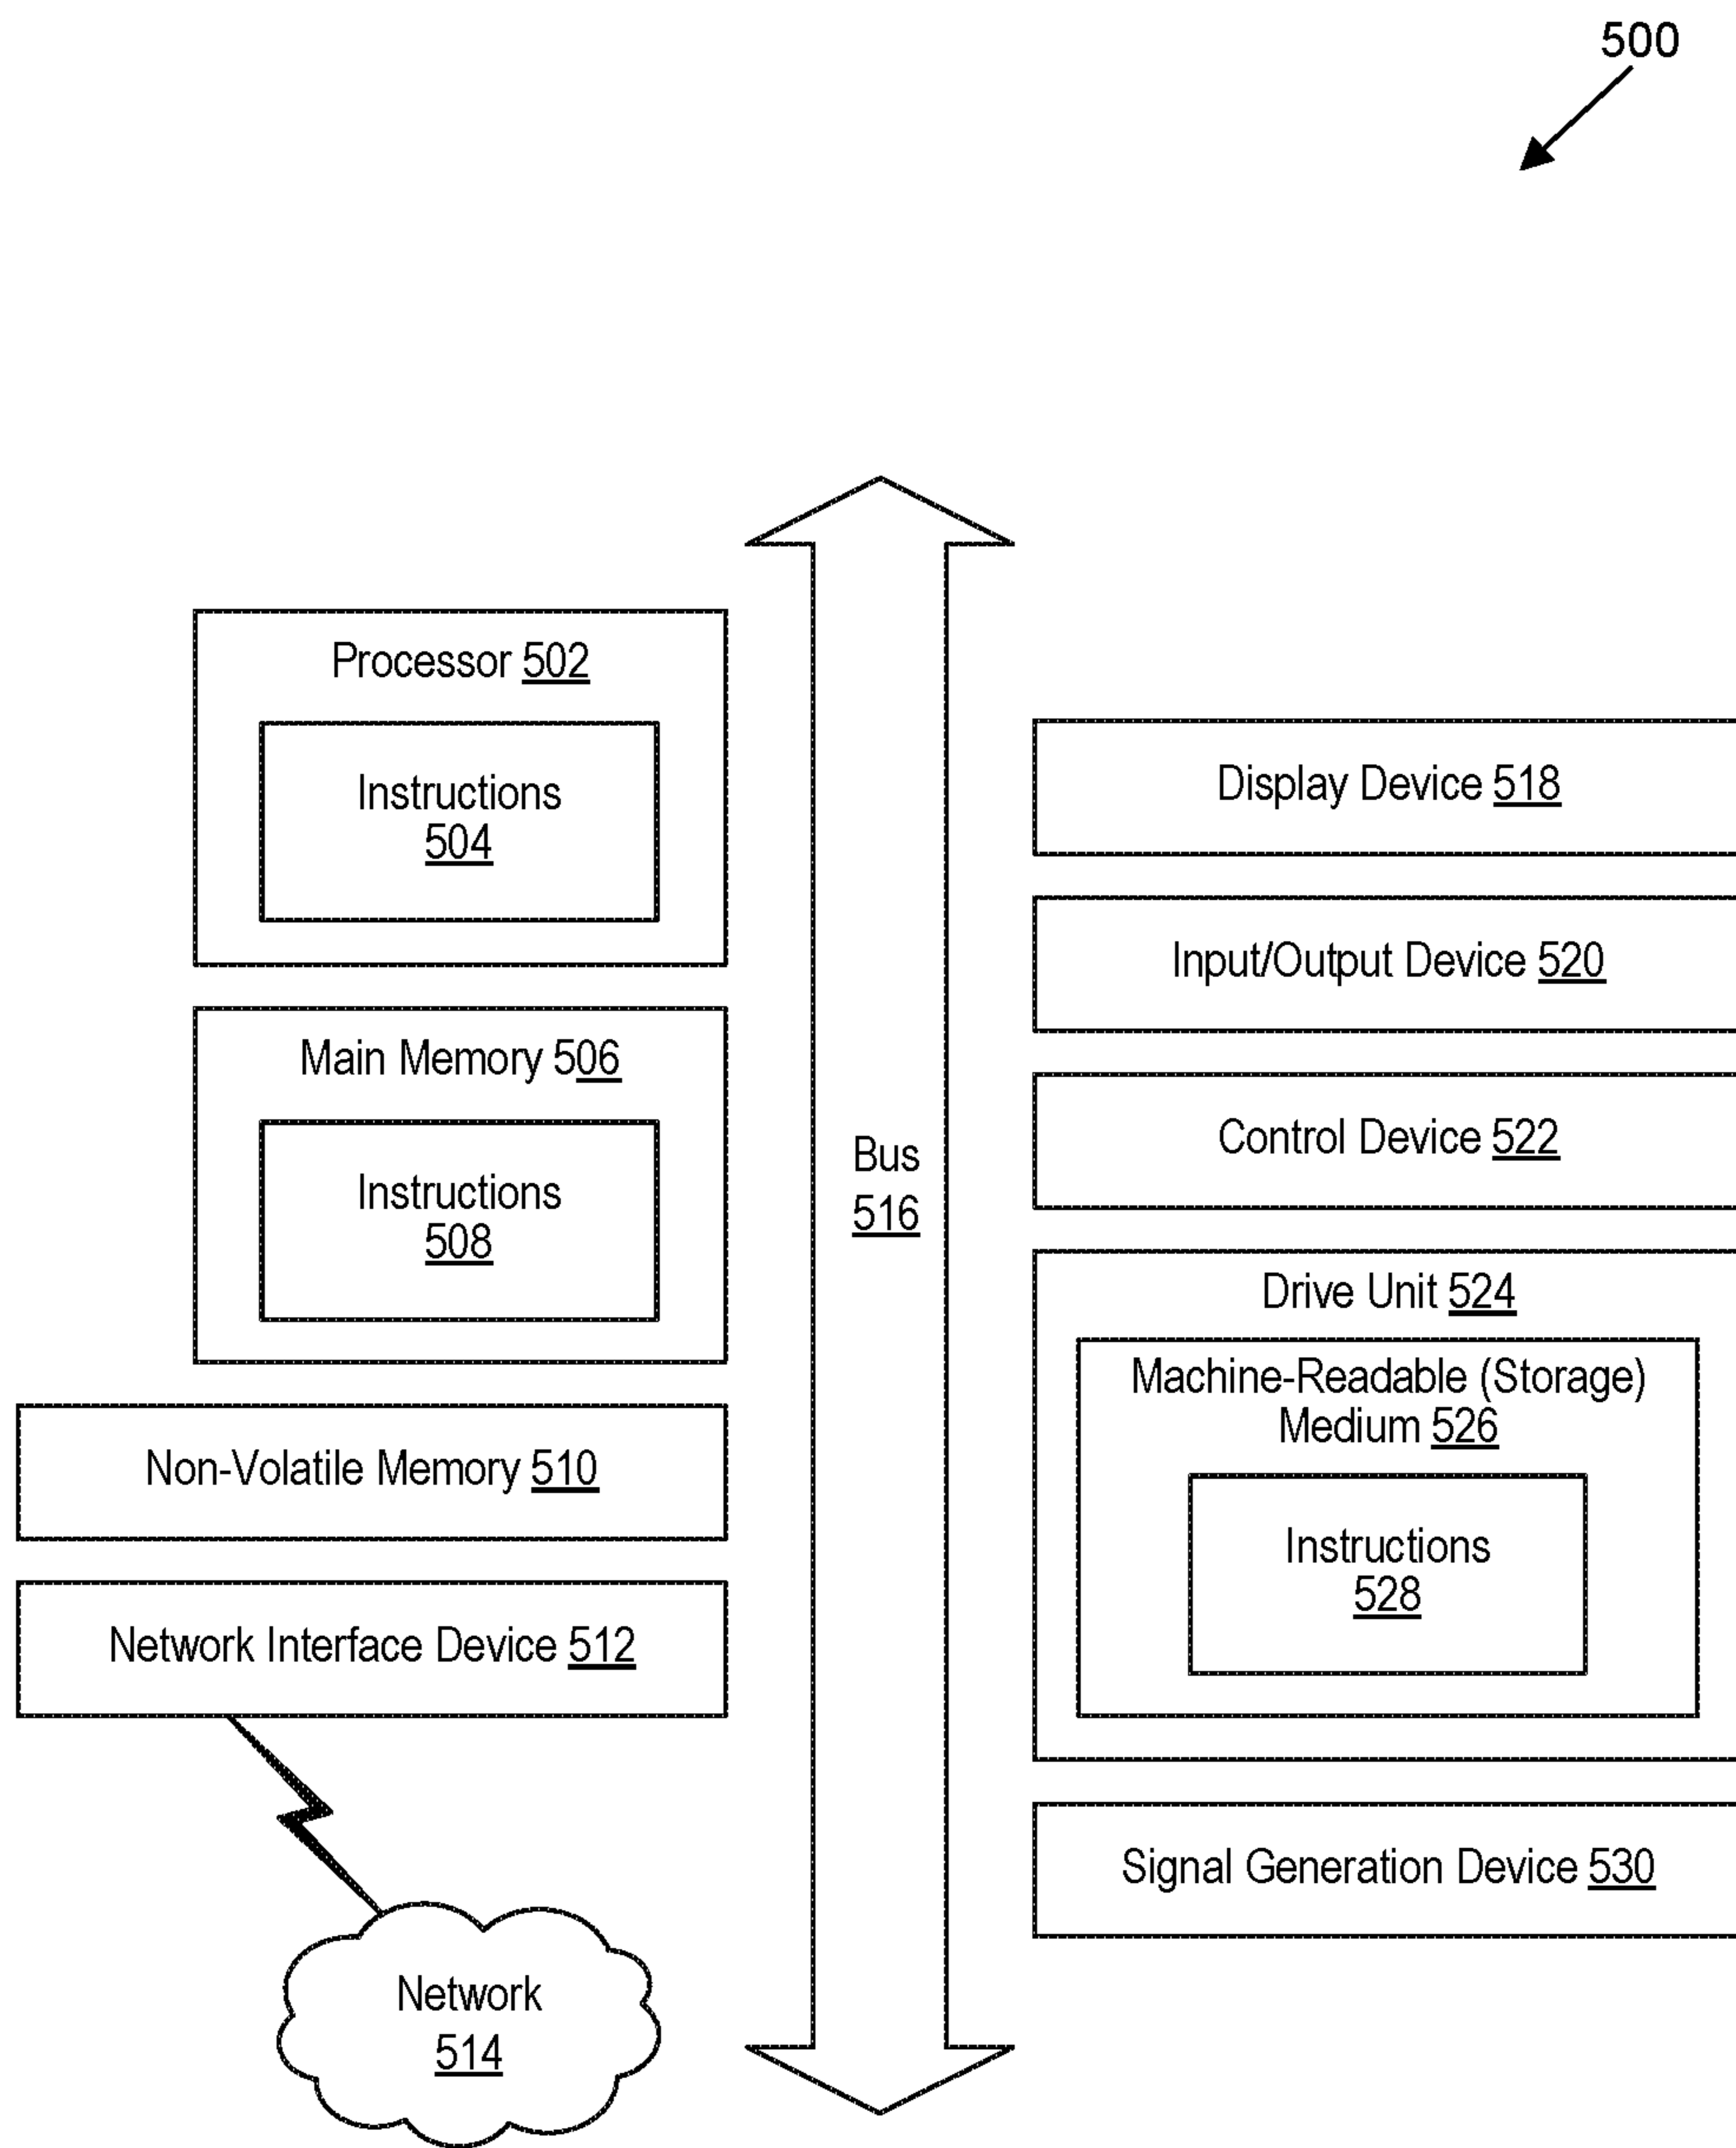 500
Processor 502
Instructions
504
Main Memory 506
Instructions
508
Non-Volatile Memory 510
Network Interface Device 512
Network
514
Bus
516
Display Device 518
Input/Output Device 520
Control Device 522
Drive Unit 524
Machine-Readable (Storage)
Medium 526
Instructions
528
Signal Generation Device 530